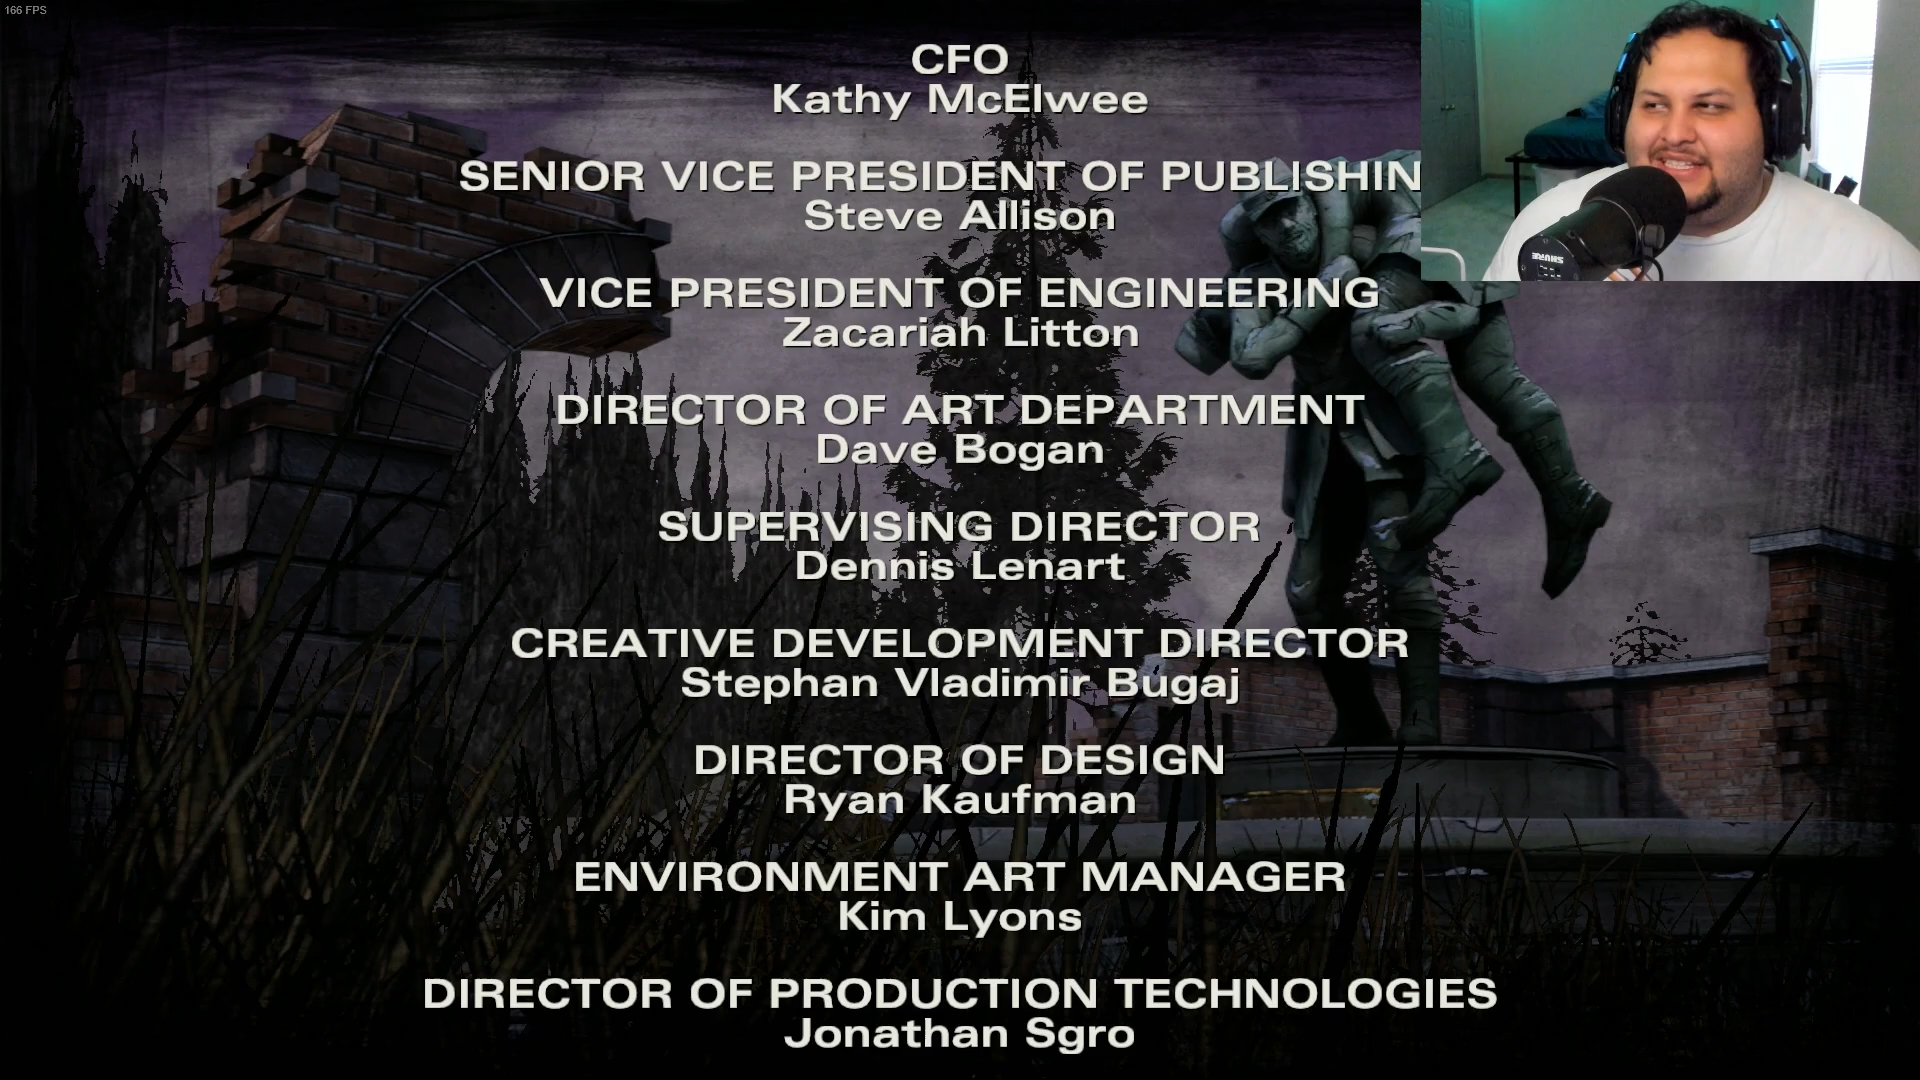 166 FPS
CFO
Kathy McElwee
SENIOR VICE PRESIDENT OF PUBLISHIN
Steve Allison
VICE PRESIDENT OF ENGINEERING
Zacariah Litton
DIRECTOR OF ART DEPARTMENT
Dave Bogan
SUPERVISING DIRECTOR
Dennis Lenart
CREATIVE DEVELOPMENT DIRECTOR
Stephan Vladimir Bugaj
DIRECTOR OF DESIGN
Ryan Kaufman
ENVIRONMENT ART MANAGER
Kim Lyons
DIRECTOR OF PRODUCTION TECHNOLOGIES
Jonathan Sgro
SHURE